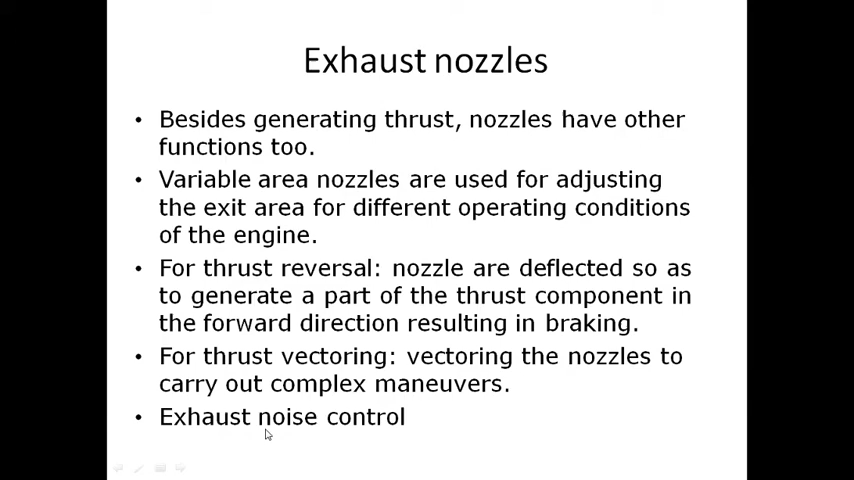 Exhaust nozzles
• Besides generating thrust, nozzles have other
functions too.
• Variable area nozzles are used for adjusting
the exit area for different operating conditions
of the engine.
• For thrust reversal: nozzle are deflected so as
to generate a part of the thrust component in
the forward direction resulting in braking.
• For thrust vectoring: vectoring the nozzles to
carry out complex maneuvers.
• Exhaust noise control